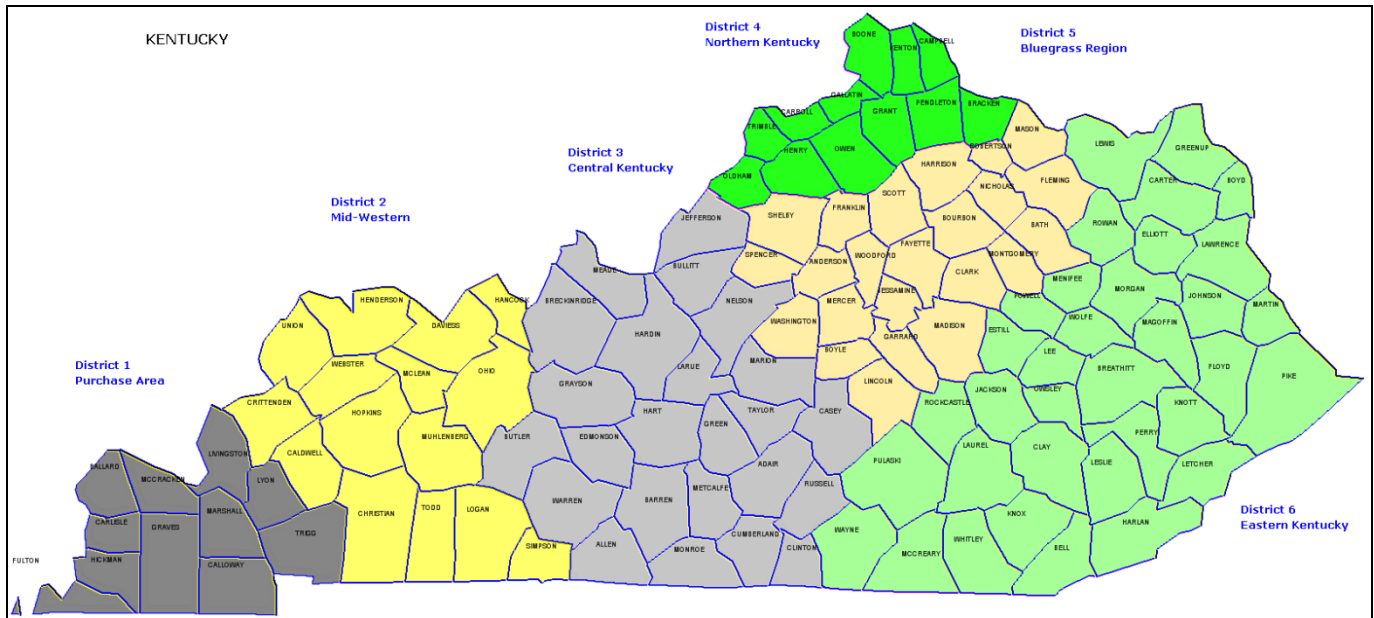 District 4
Northern Kentucky
District 5
Bluegrass Region
KENTUCKY
BOONE
KENTON
CAMPBELL
GALLATIN
CARROLL
GRANT
PENDLETON
BRACKEN
TRIMBLE
HENRY
OWEN
OLDHAM
MASON
ROBERTSON
LEWIS
GREENUP
District 3
Central Kentucky
HARRISON
FLEMING
CARTER
BOYD
NICHOLAS
SCOTT
District 2
Mid-Western
JEFFERSON
SHELBY
FRANKLIN
BOURBON
BATH
ROWAN
ELLIOTT
LAWRENCE
FAYETTE
BULLITT
SPENCER
ANDERSON
WOODFORD
MONTGOMERY
MEADE
CLARK
MENIFEE
MORGAN
JOHNSON
JESSAMINE
POWELL
BRECKINRIDGE
NELSON
MERCER
HENDERSON
HANCOCK
UNION
DAVIESS
MARTIN
WASHINGTON
MADISON
WOLFE
MAGOFFIN
HARDIN
GARRARD
ESTILL
BOYLE
LEE
District 1
Purchase Area
WEBSTER
MCLEAN
OHIO
LARUE
MARION
BREATHITT
FLOYD
PIKE
GRAYSON
LINCOLN
JACKSON
OWSLEY
CRITTENDEN
HOPKINS
ROCKCASTLE
KNOTT
HART
TAYLOR
CASEY
GREEN
MUHLENBERG
BUTLER
EDMONSON
LAUREL
CLAY
PERRY
LIVINGSTON
CALDWELL
ADAIR
PULASKI
LESLIE
LETCHER
BALLARD
MCCRACKEN
LYON
RUSSELL
METCALFE
WARREN
BARREN
District 6
Eastern Kentucky
MARSHALL
CHRISTIAN
TODD
LOGAN
KNOX
CARLISLE
GRAVES
TRIGG
HARLAN
CUMBERLAND
WAYNE
WHITLEY
SIMPSON
ALLEN
MONROE
CLINTON
MCCREARY
BELL
FULTON
HICKMAN
CALLOWAY